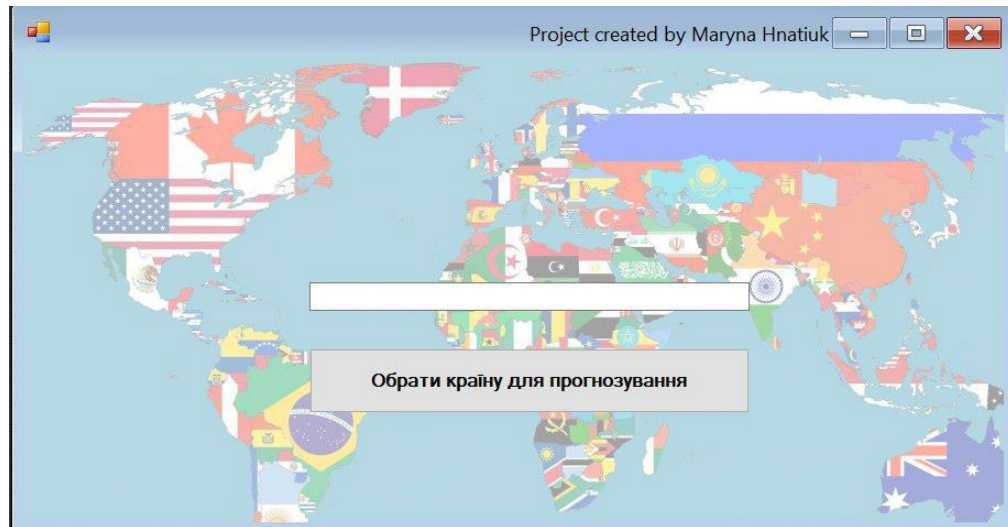 Project created by Maryna Hnatiuk
Обрати країну для прогнозування